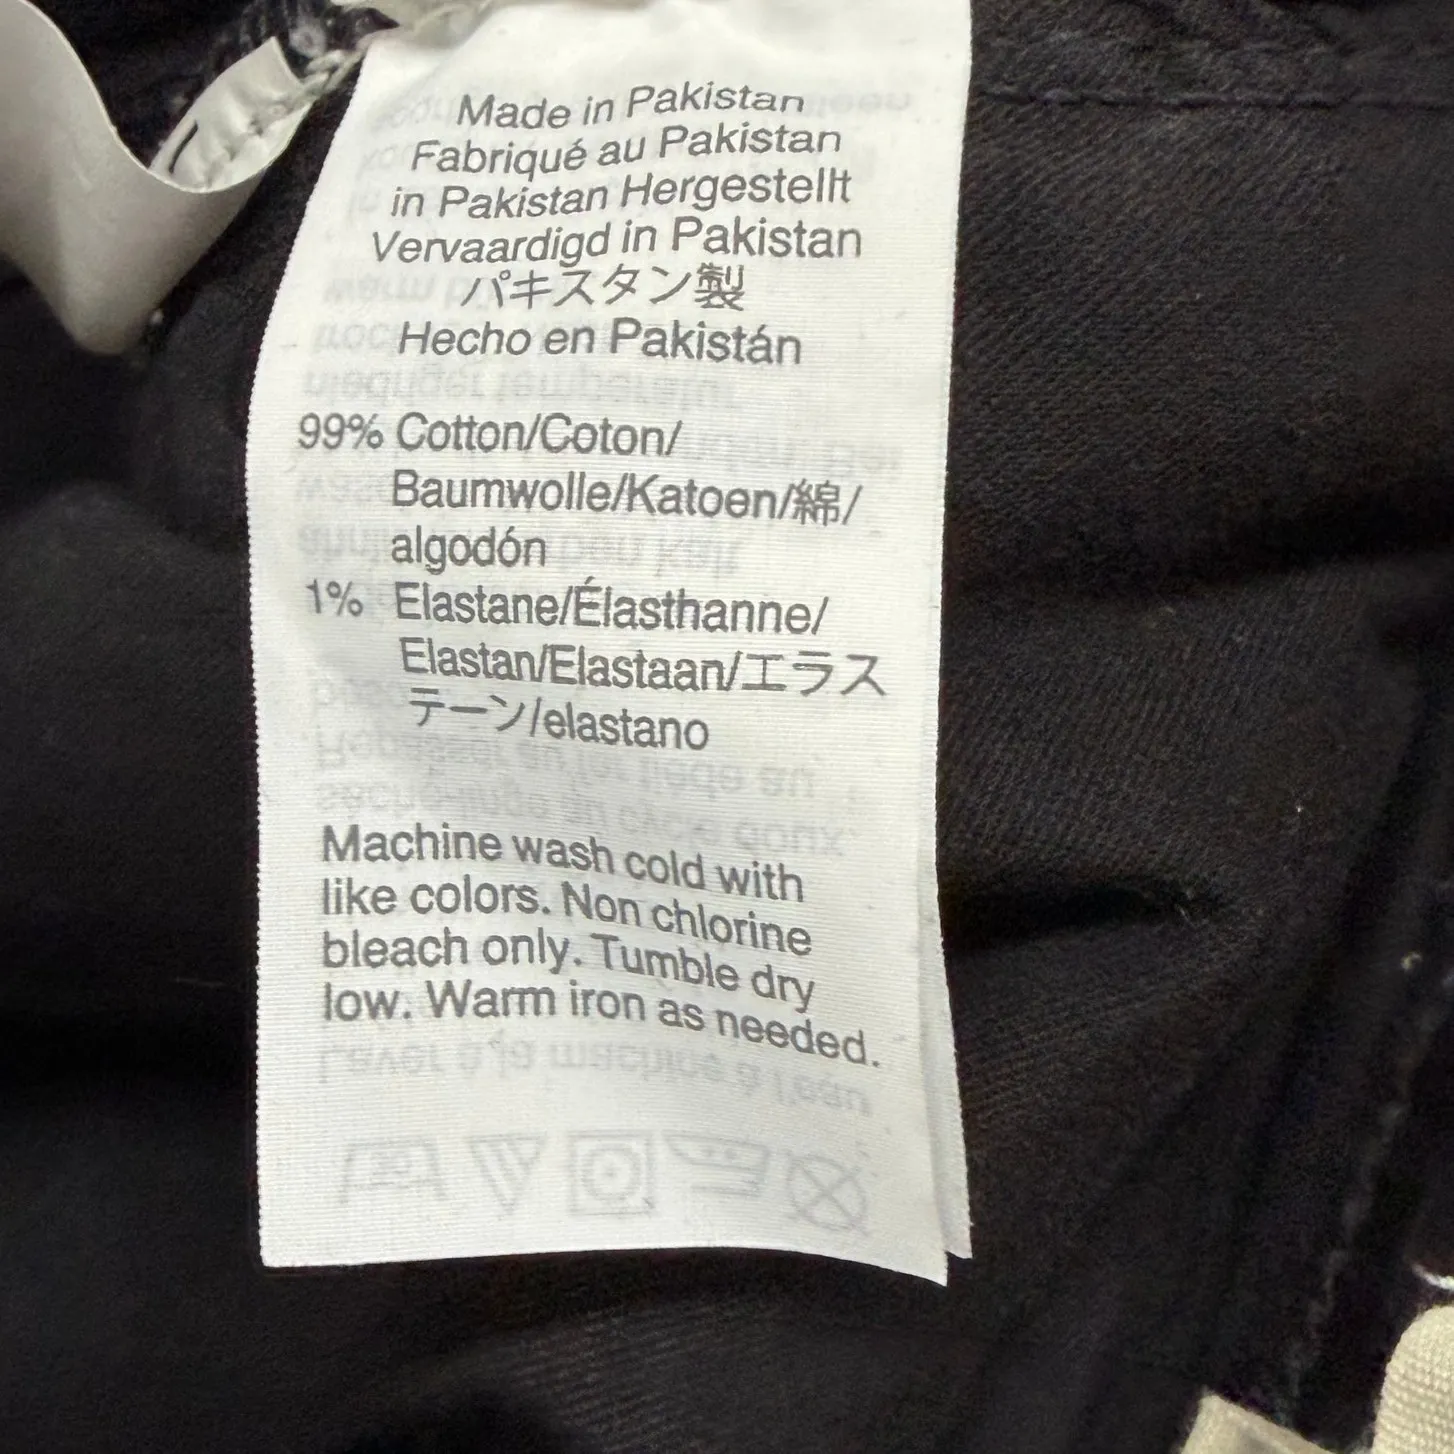 Made in Pakistan
Fabriqué au Pakistan
in Pakistan Hergestellt
Vervaardigd in Pakistan
パキスタン製
Hecho en Pakistán
99% Cotton/Coton/
Baumwolle/Katoen/綿/
algodón
1% Elastane/Élasthanne/
Elastan/Elastaan/エラス
テーン/elastano
Machine wash cold with
like colors. Non chlorine
bleach only. Tumble dry
low. Warm iron as needed.